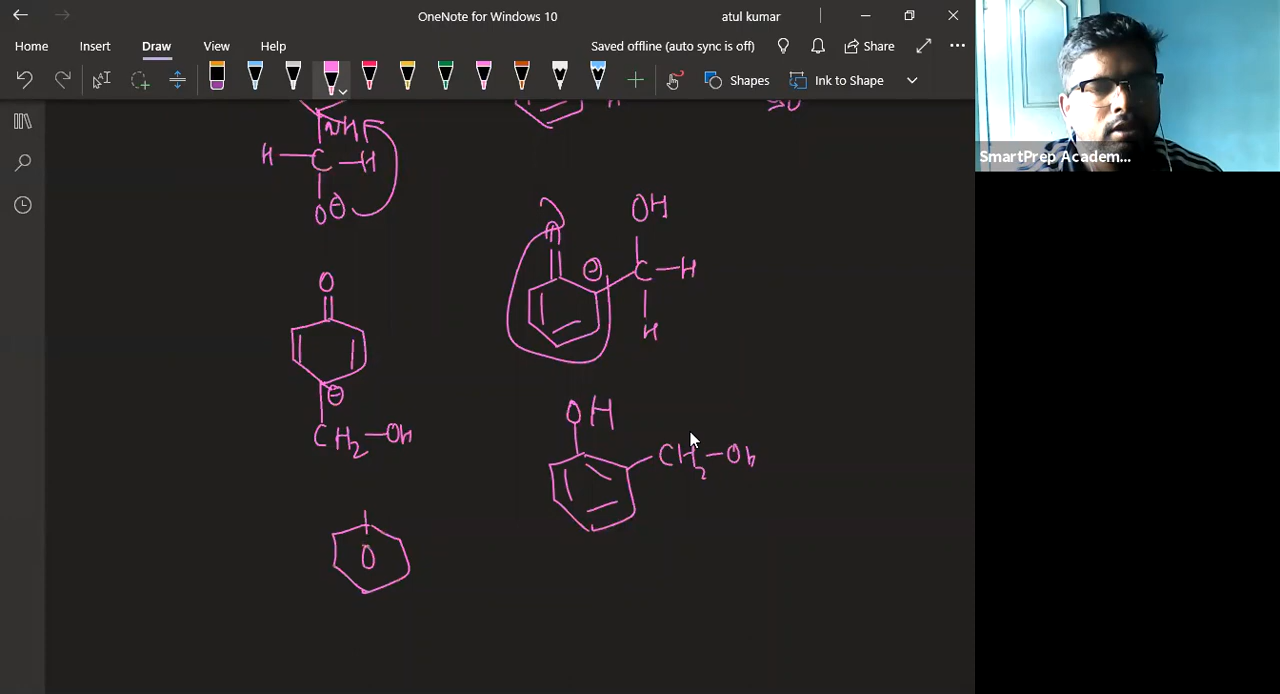 OneNote for Windows 10
atul kumar
Home
Insert
Draw
View
Help
Saved offline (auto sync is off)
Share
Shapes
Ink to Shape
SmartPrep Academ...
H
H-C-H
O⊖
OH
⊖ C-H
H
O
⊖
CH2-Oh
OH
CH2-Oh
O